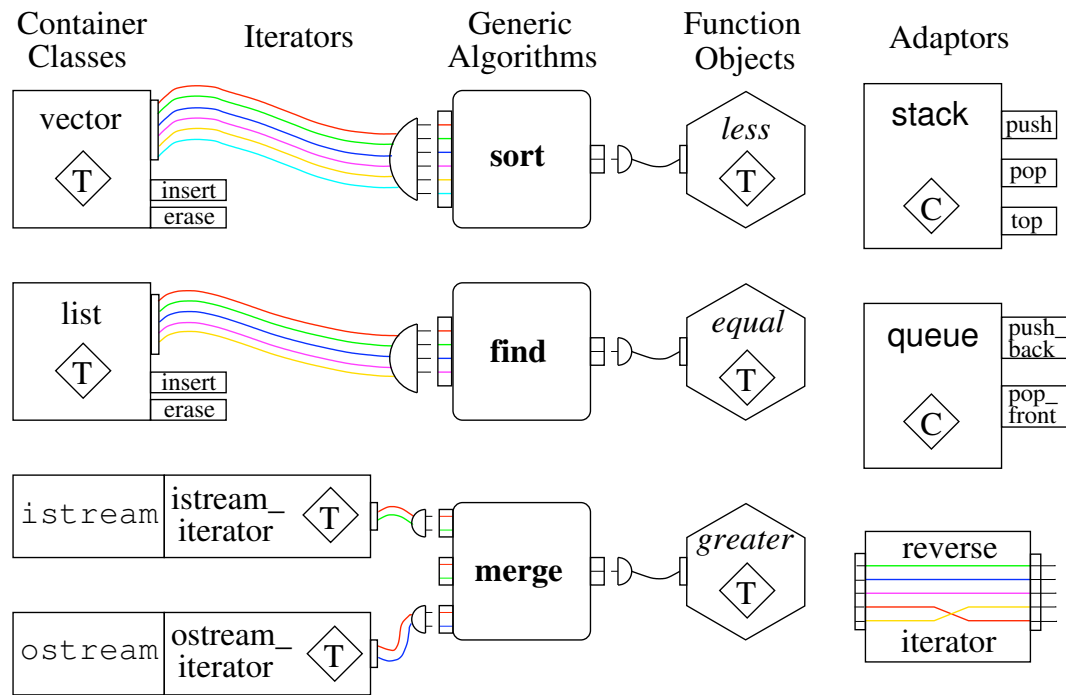 Container
Classes
Iterators
Generic
Algorithms
Function
Objects
Adaptors
vector
T
insert
erase
sort
less
T
stack
C
push
pop
top
list
T
insert
erase
find
equal
T
queue
C
push_
back
pop_
front
istream
istream_
iterator
T
merge
greater
T
reverse
iterator
ostream
ostream_
iterator
T